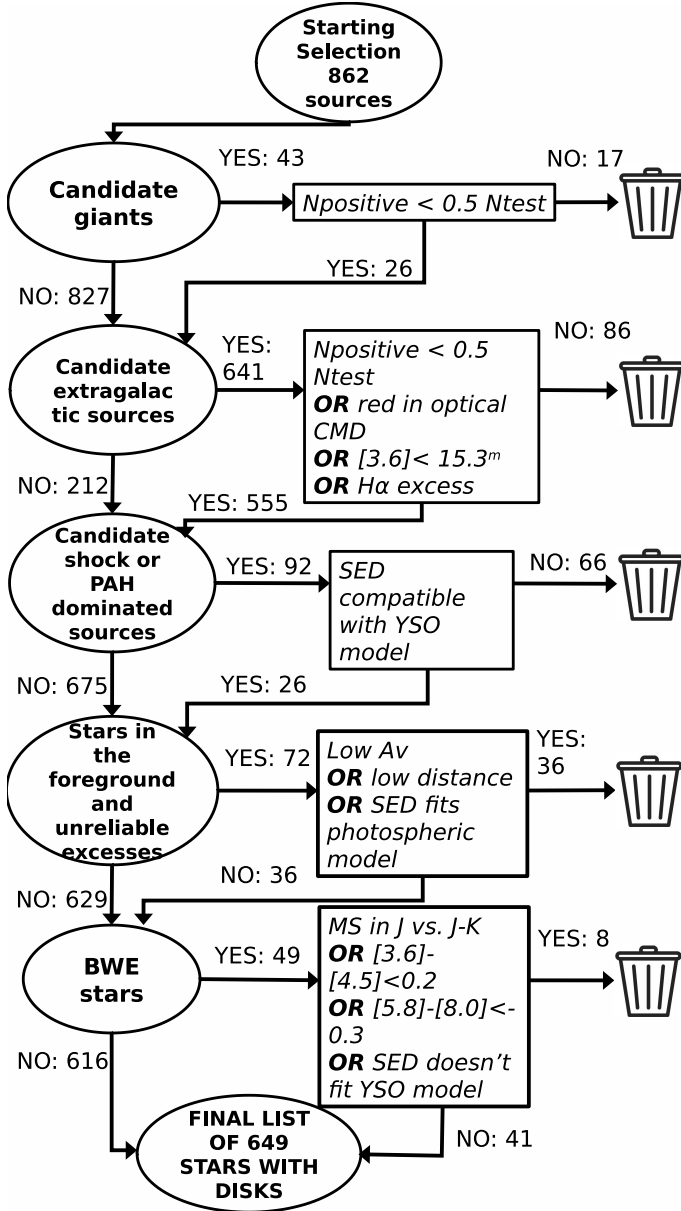 Starting
Selection
862
sources
YES: 43
NO: 17
Candidate
giants
Npositive < 0.5 Ntest
YES: 26
NO: 827
YES:
641
NO: 86
Candidate
extragalac
tic sources
Npositive < 0.5
Ntest
OR red in optical
CMD
OR [3.6]< 15.3ᵐ
OR Hα excess
NO: 212
YES: 555
Candidate
shock or
PAH
dominated
sources
YES: 92
NO: 66
SED
compatible
with YSO
model
NO: 675
YES: 26
Stars in
the
foreground
and
unreliable
excesses
YES: 72
YES:
36
Low Av
OR low distance
OR SED fits
photospheric
model
NO: 36
NO: 629
BWE
stars
YES: 49
YES: 8
MS in J vs. J-K
OR [3.6]-
[4.5]<0.2
OR [5.8]-[8.0]<-
0.3
OR SED doesn't
fit YSO model
NO: 616
NO: 41
FINAL LIST
OF 649
STARS WITH
DISKS